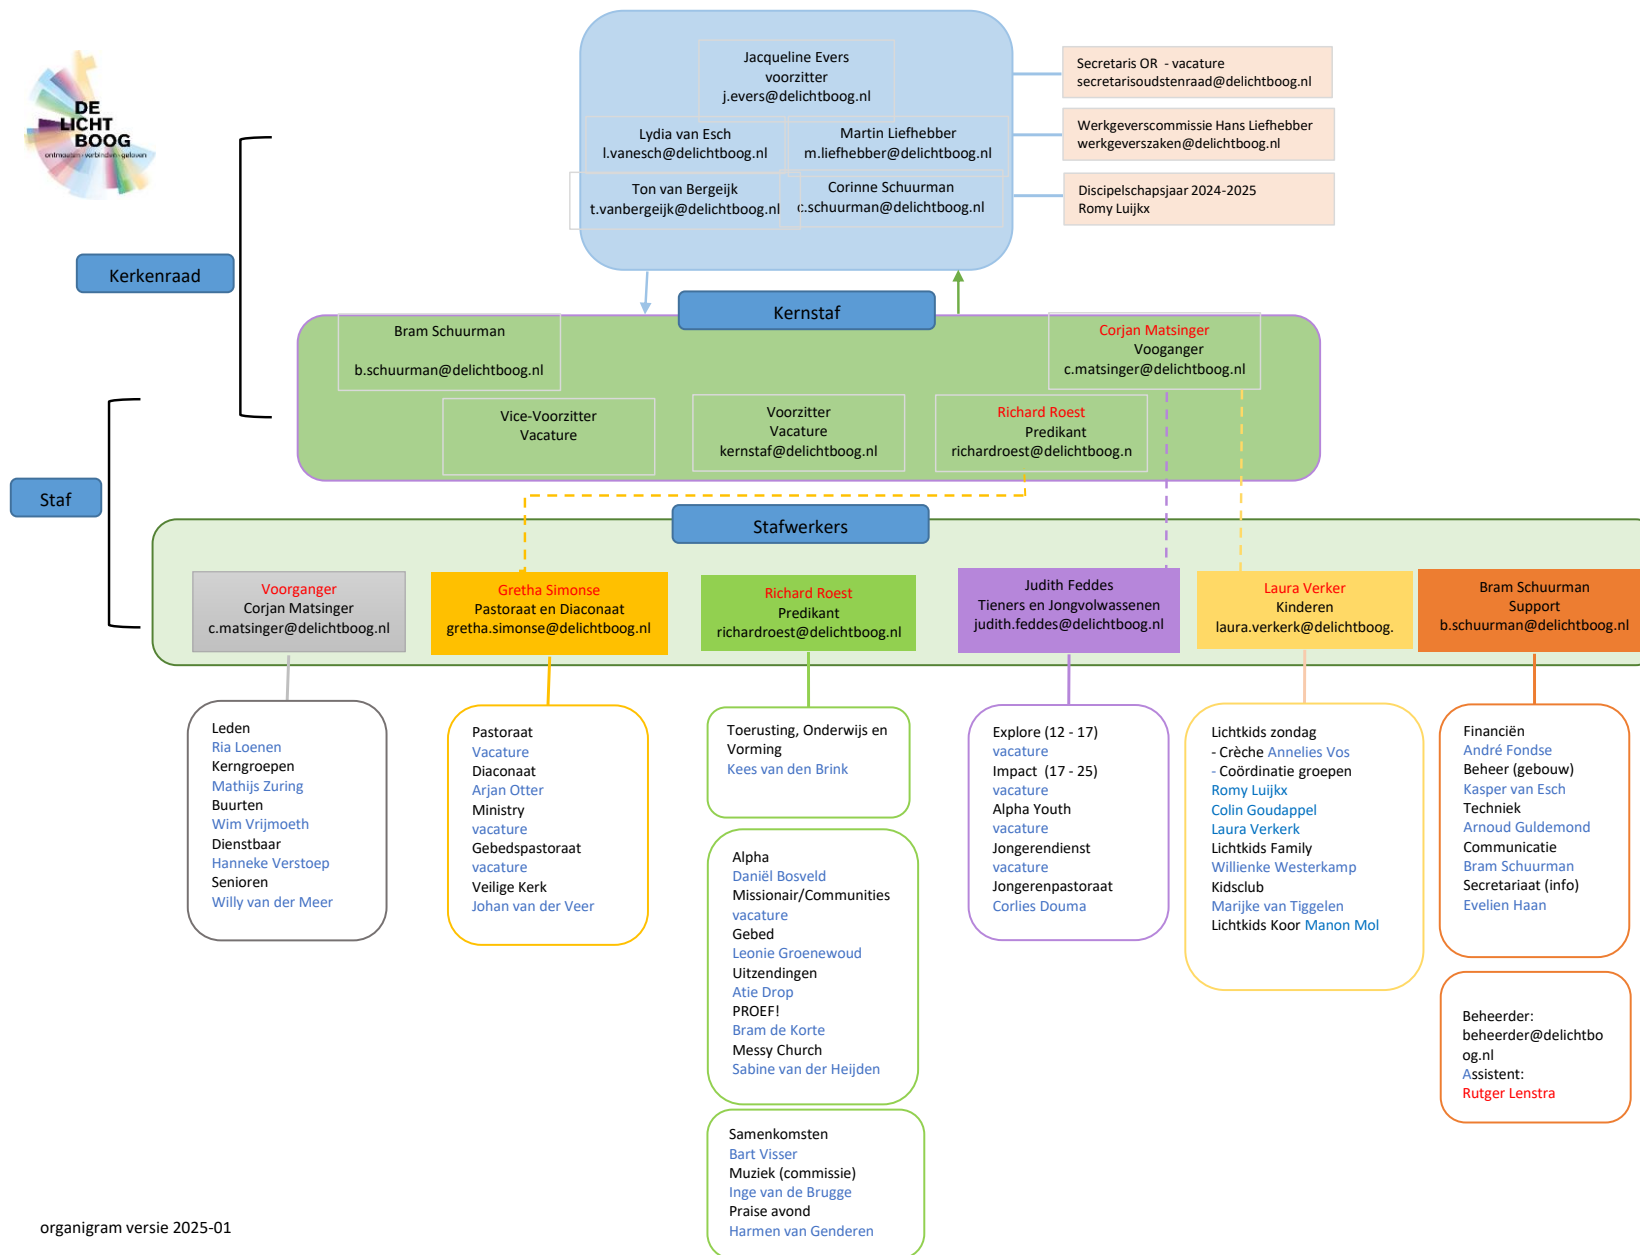 DE
LICHT
BOOG
ontmoeten - verbinden - geloven
Jacqueline Evers
voorzitter
j.evers@delichtboog.nl
Lydia van Esch
l.vanesch@delichtboog.nl
Martin Liefhebber
m.liefhebber@delichtboog.nl
Ton van Bergeijk
t.vanbergeijk@delichtboog.nl
Corinne Schuurman
c.schuurman@delichtboog.nl
Secretaris OR  - vacature
secretarisoudstenraad@delichtboog.nl
Werkgeverscommissie Hans Liefhebber
werkgeverszaken@delichtboog.nl
Discipelschapsjaar 2024-2025
Romy Luijkx
Kerkenraad
Kernstaf
Bram Schuurman
b.schuurman@delichtboog.nl
Corjan Matsinger
Vooganger
c.matsinger@delichtboog.nl
Vice-Voorzitter
Vacature
Voorzitter
Vacature
kernstaf@delichtboog.nl
Richard Roest
Predikant
richardroest@delichtboog.n
Staf
Stafwerkers
Voorganger
Corjan Matsinger
c.matsinger@delichtboog.nl
Gretha Simonse
Pastoraat en Diaconaat
gretha.simonse@delichtboog.nl
Richard Roest
Predikant
richardroest@delichtboog.nl
Judith Feddes
Tieners en Jongvolwassenen
judith.feddes@delichtboog.nl
Laura Verker
Kinderen
laura.verkerk@delichtboog.
Bram Schuurman
Support
b.schuurman@delichtboog.nl
Leden
Ria Loenen
Kerngroepen
Mathijs Zuring
Buurten
Wim Vrijmoeth
Dienstbaar
Hanneke Verstoep
Senioren
Willy van der Meer
Pastoraat
Vacature
Diaconaat
Arjan Otter
Ministry
vacature
Gebedspastoraat
vacature
Veilige Kerk
Johan van der Veer
Toerusting, Onderwijs en
Vorming
Kees van den Brink
Alpha
Daniël Bosveld
Missionair/Communities
vacature
Gebed
Leonie Groenewoud
Uitzendingen
Atie Drop
PROEF!
Bram de Korte
Messy Church
Sabine van der Heijden
Samenkomsten
Bart Visser
Muziek (commissie)
Inge van de Brugge
Praise avond
Harmen van Genderen
Explore (12 - 17)
vacature
Impact  (17 - 25)
vacature
Alpha Youth
vacature
Jongerendienst
vacature
Jongerenpastoraat
Corlies Douma
Lichtkids zondag
- Crèche Annelies Vos
- Coördinatie groepen
Romy Luijkx
Colin Goudappel
Laura Verkerk
Lichtkids Family
Willienke Westerkamp
Kidsclub
Marijke van Tiggelen
Lichtkids Koor Manon Mol
Financiën
André Fondse
Beheer (gebouw)
Kasper van Esch
Techniek
Arnoud Guldemond
Communicatie
Bram Schuurman
Secretariaat (info)
Evelien Haan
Beheerder:
beheerder@delichtbo
og.nl
Assistent:
Rutger Lenstra
organigram versie 2025-01